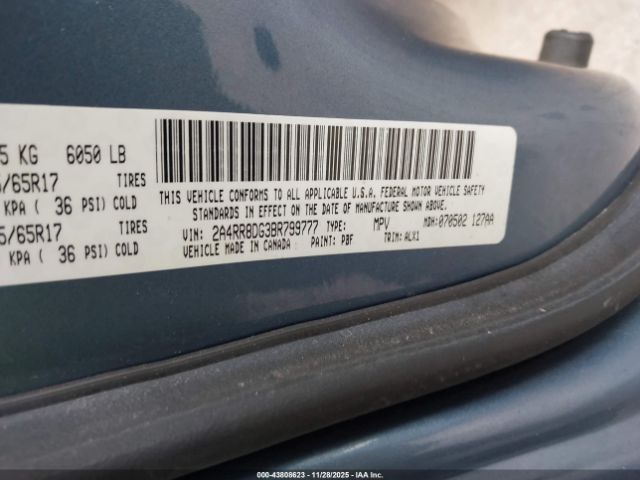 5 KG 6050 LB
5/65R17 TIRES
KPA ( 36 PSI) COLD
5/65R17 TIRES
KPA ( 36 PSI) COLD
THIS VEHICLE CONFORMS TO ALL APPLICABLE U.S.A. FEDERAL MOTOR VEHICLE SAFETY
STANDARDS IN EFFECT ON THE DATE OF MANUFACTURE SHOWN ABOVE.
VIN: 2A4RR8DG3BR799777 TYPE: MPV MDH: 070502 127AA
VEHICLE MADE IN CANADA PAINT: PBF TRIM: ALX1
000-43808623 - 11/28/2025 - IAA Inc.